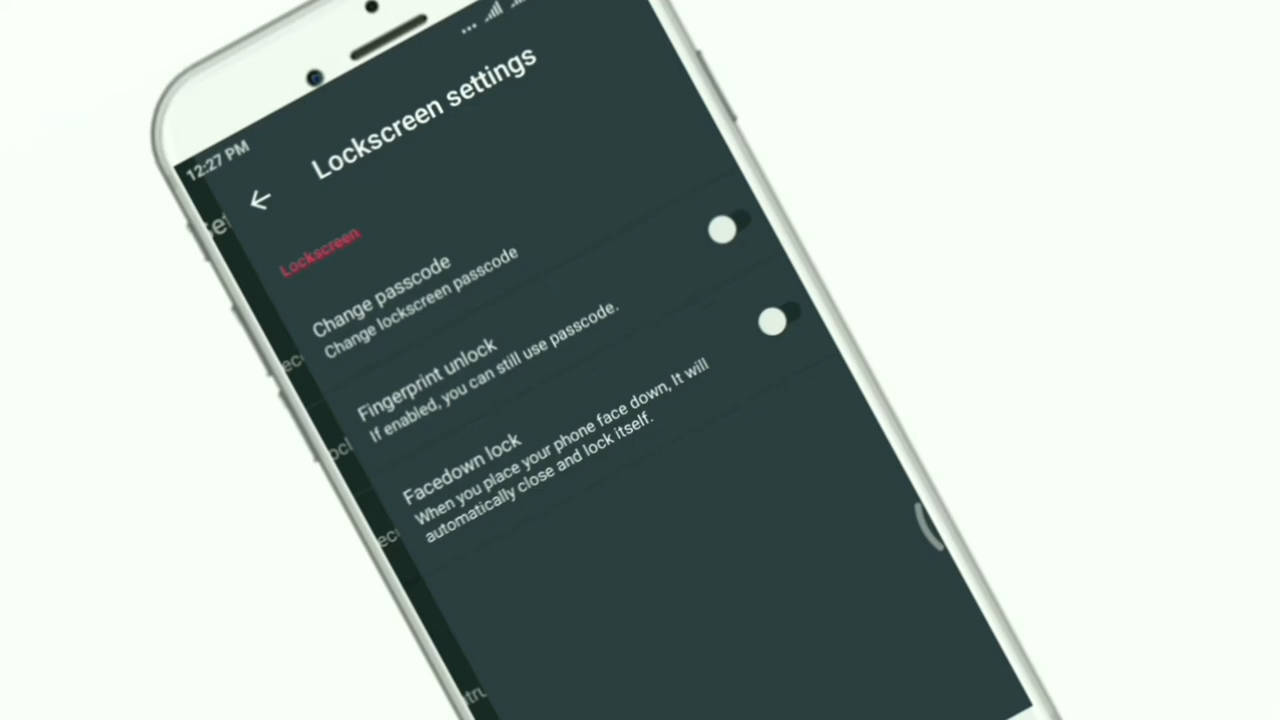 12:27 PM
Lockscreen settings
Lockscreen
Change passcode
Change lockscreen passcode
Fingerprint unlock
If enabled, you can still use passcode.
Facedown lock
When you place your phone face down, It will
automatically close and lock itself.